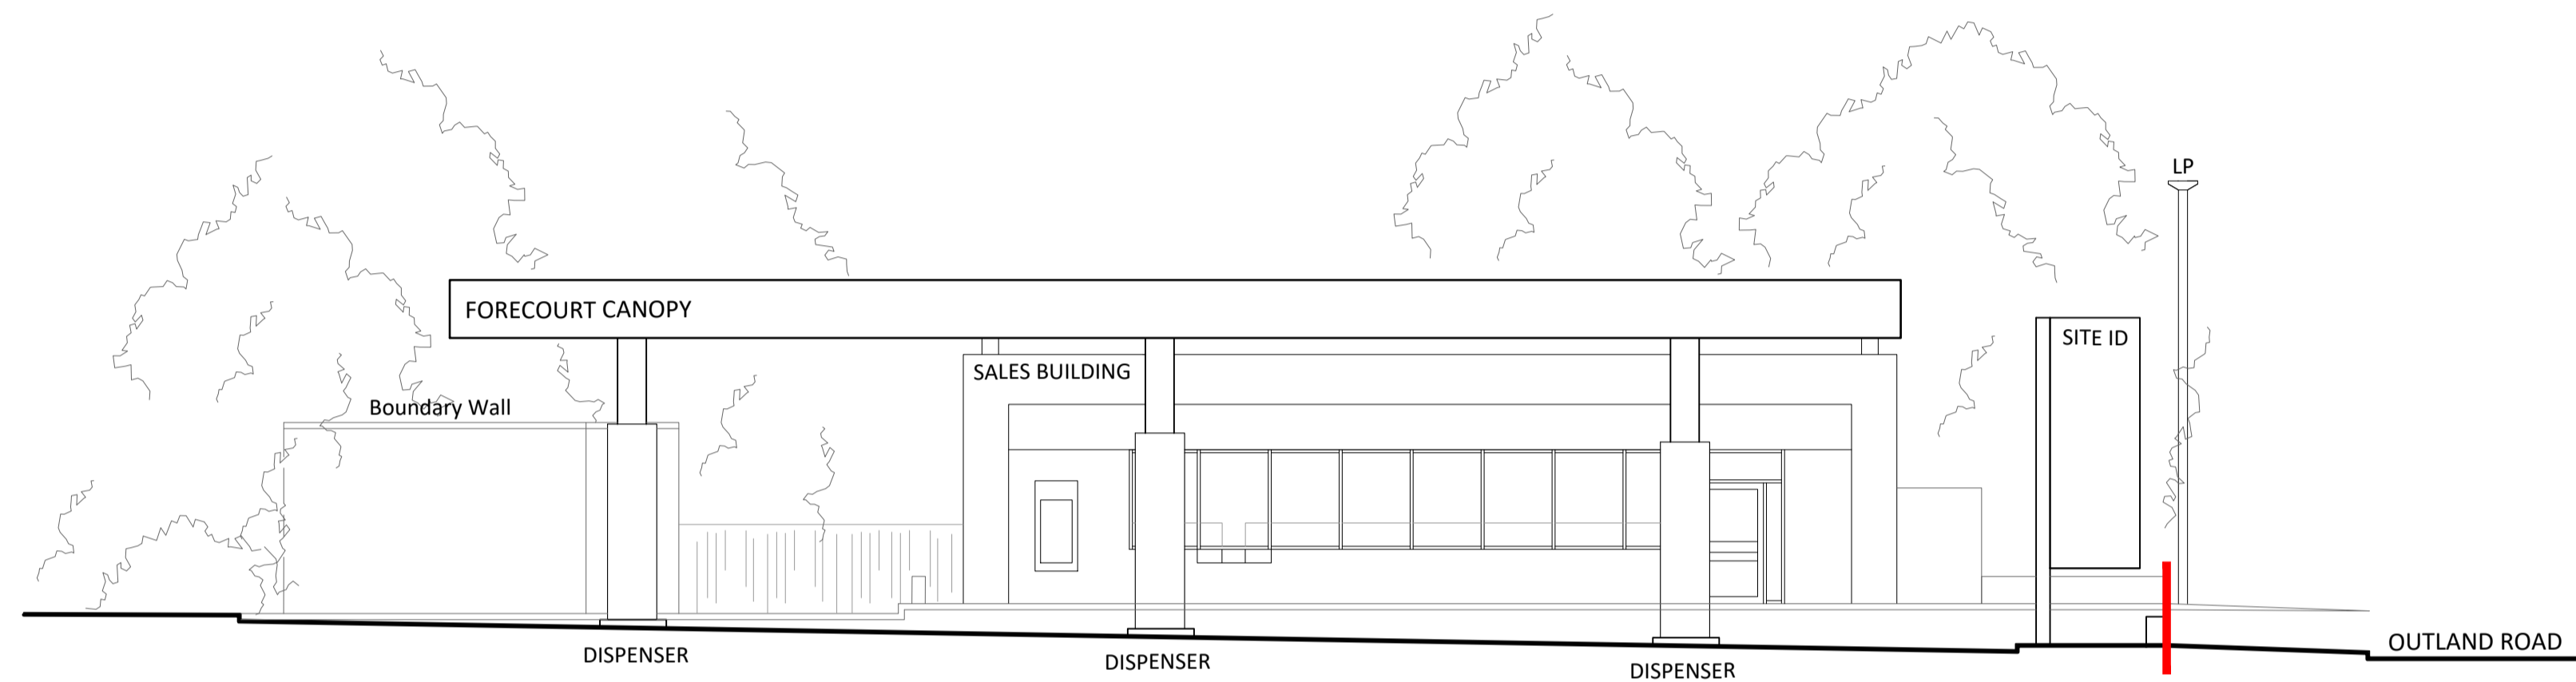 LP
FORECOURT CANOPY
SITE ID
SALES BUILDING
Boundary Wall
OUTLAND ROAD
DISPENSER
DISPENSER
DISPENSER